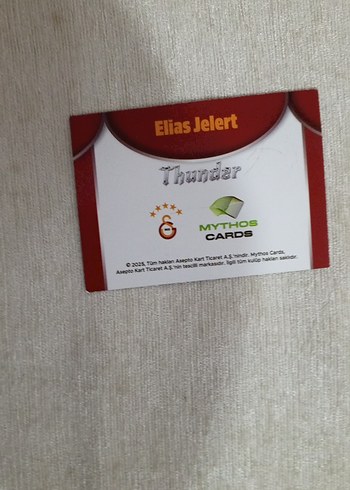 Elias Jelert
Thunder
MYTHOS
CARDS
© 2025, Tüm hakları Asepto Kart Ticaret A.Ş.'nindir. Mythos Cards,
Asepto Kart Ticaret A.Ş.'nin tescilli markasıdır, ilgili tüm kulüp hakları saklıdır.